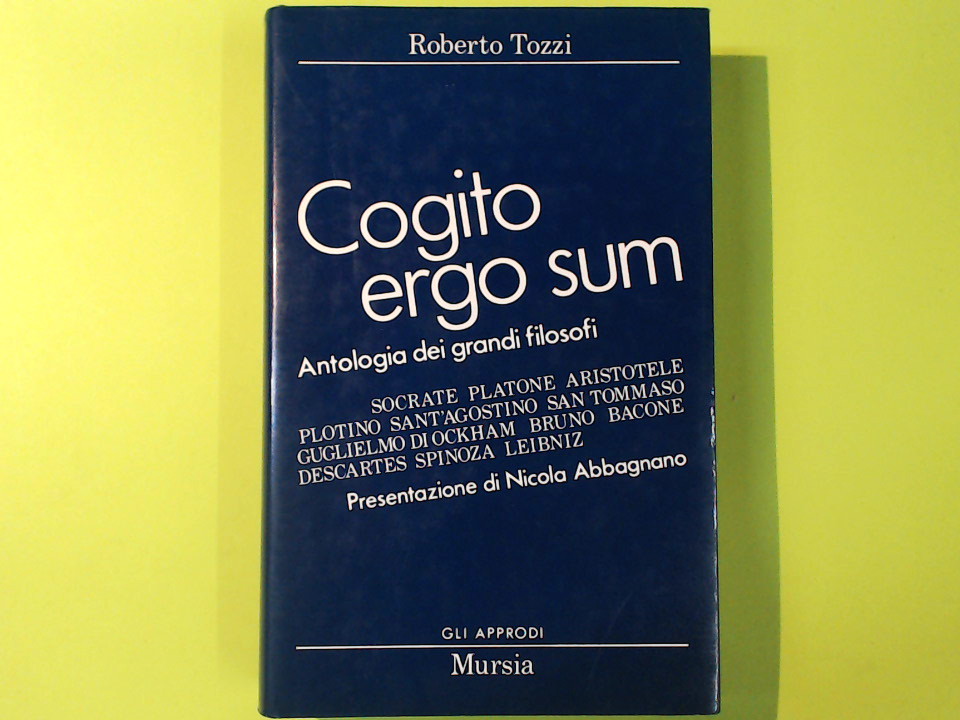 Roberto Tozzi
Cogito
ergo sum
Antologia dei grandi filosofi
SOCRATE PLATONE ARISTOTELE
PLOTINO SANT'AGOSTINO SAN TOMMASO
GUGLIELMO DI OCKHAM BRUNO BACONE
DESCARTES SPINOZA LEIBNIZ
Presentazione di Nicola Abbagnano
GLI APPRODI
Mursia